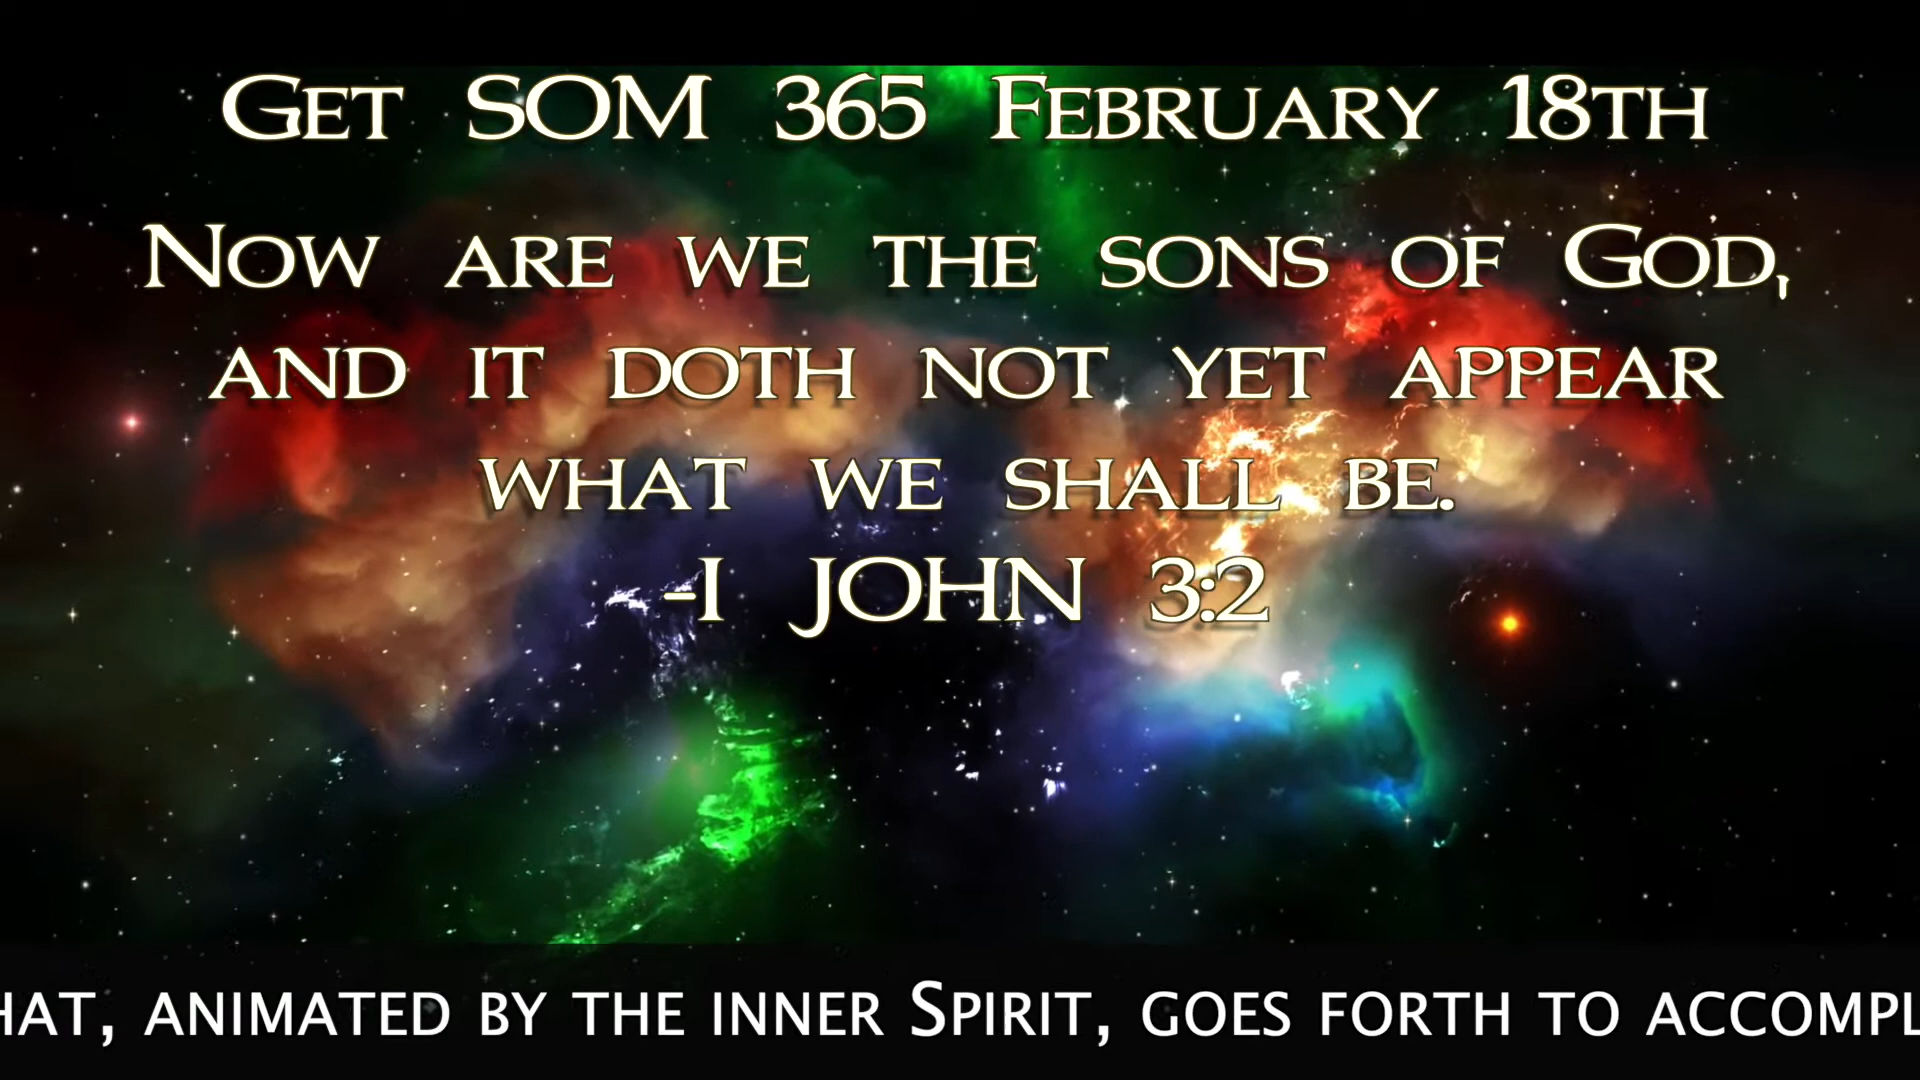 Get SOM 365 February 18th
Now are we the sons of God,
and it doth not yet appear
what we shall be.
-I JOHN 3:2
animated by the inner Spirit, goes forth to